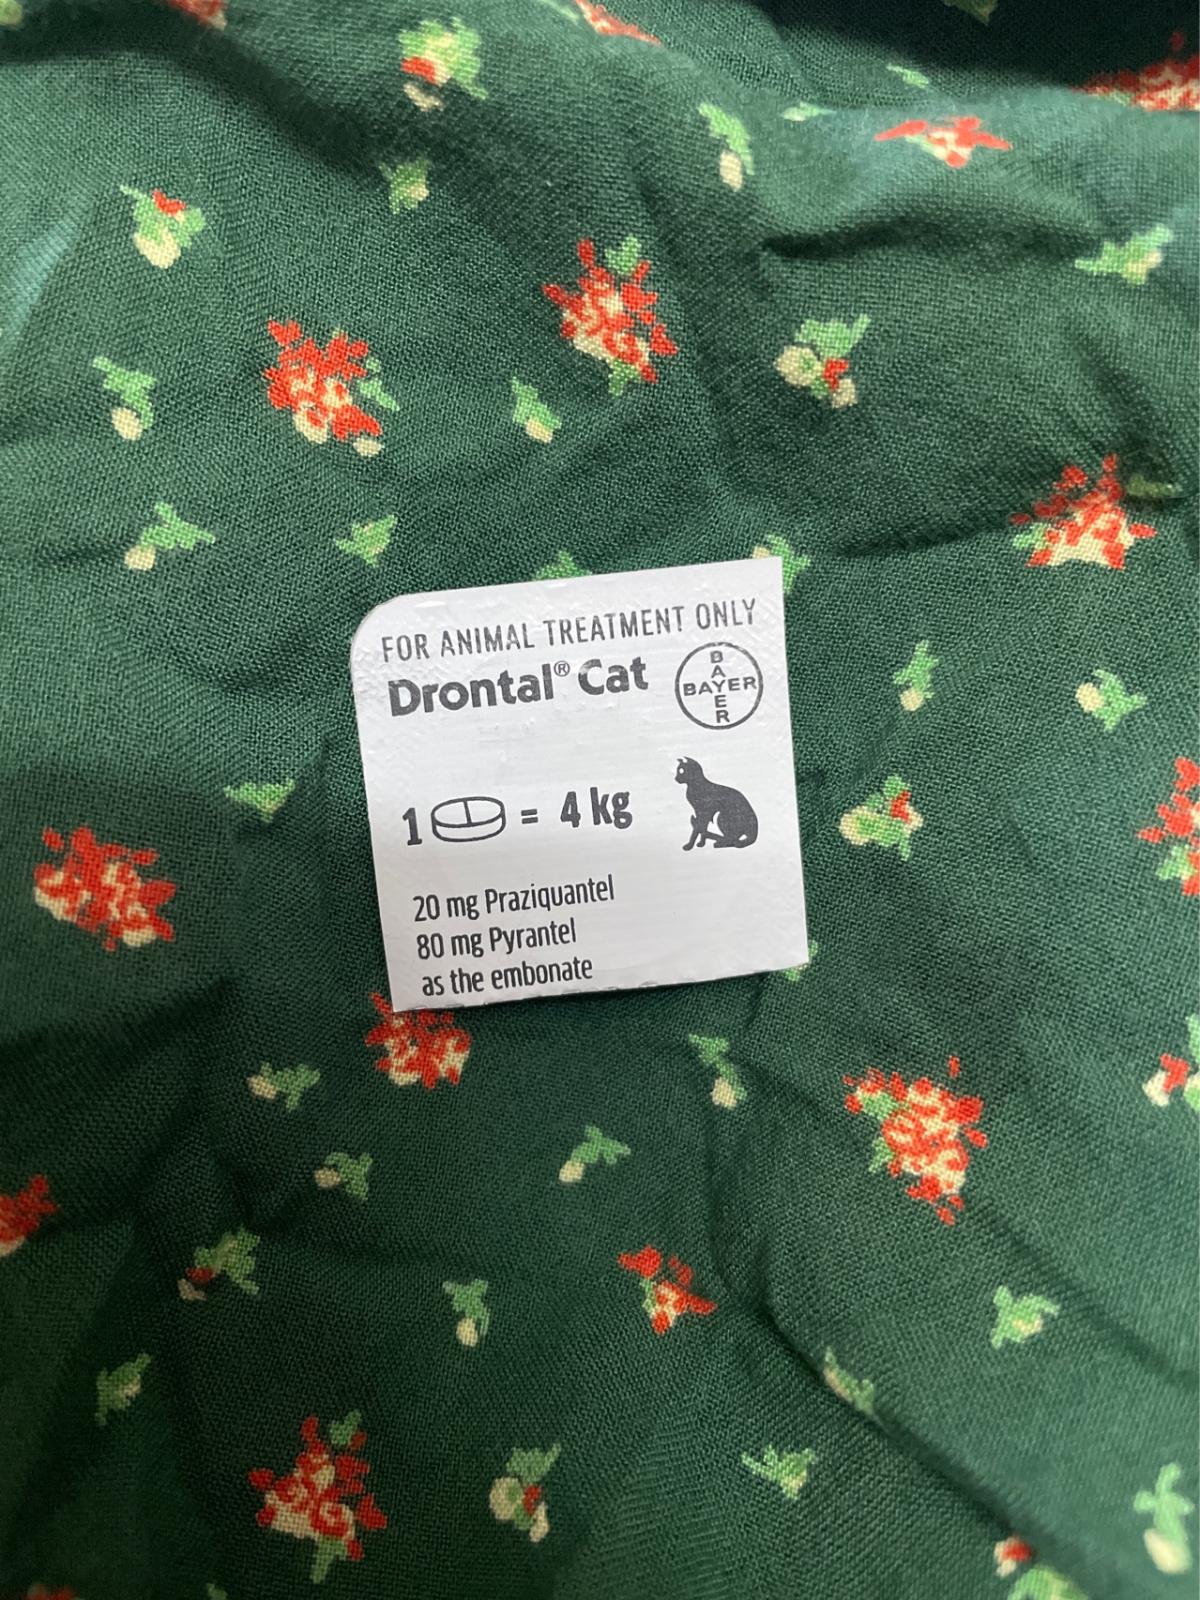 FOR ANIMAL TREATMENT ONLY
Drontal® Cat
BAYER
BAYER
1 = 4 kg
20 mg Praziquantel
80 mg Pyrantel
as the embonate